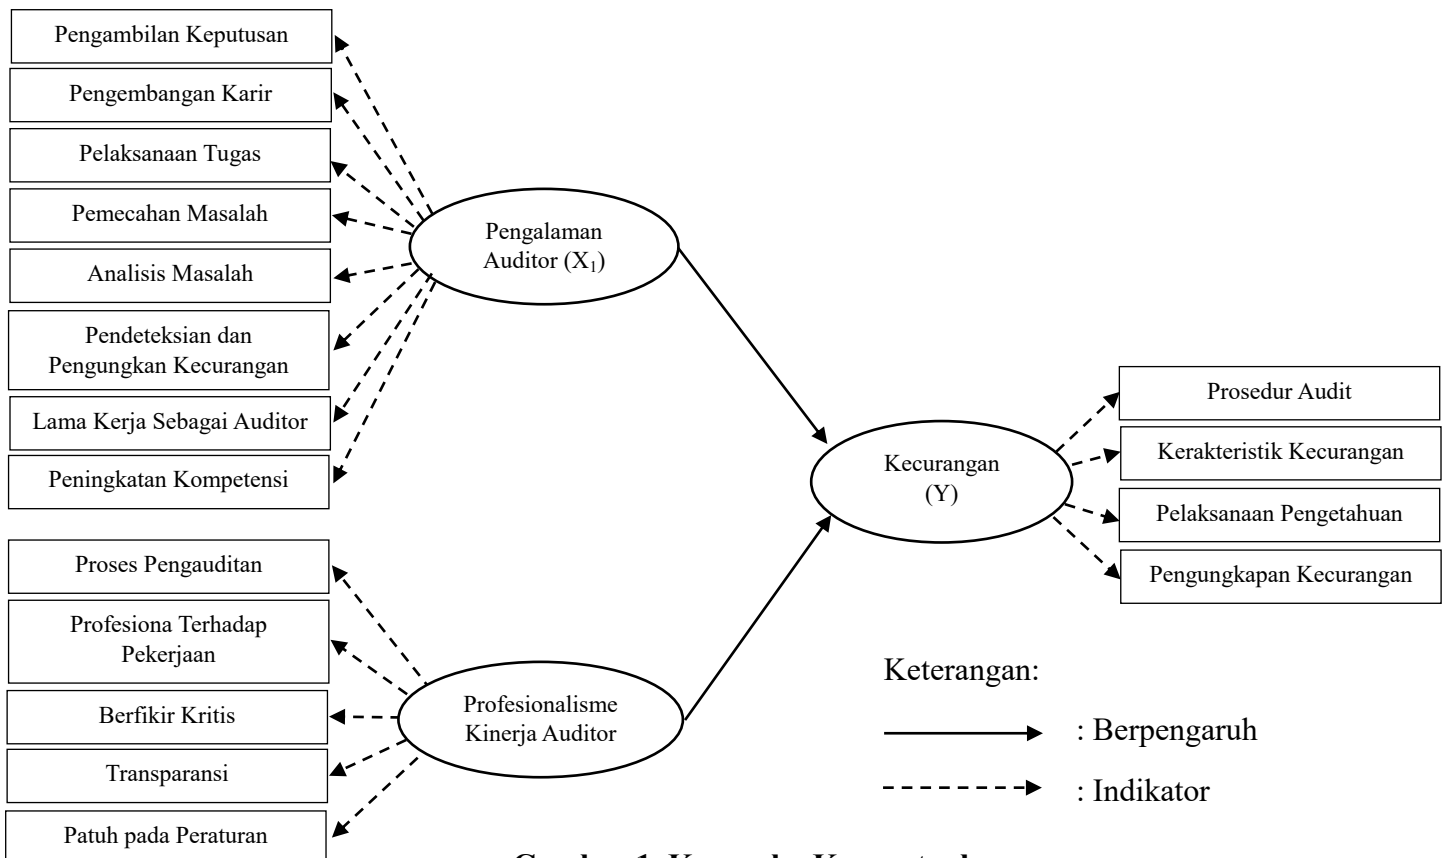 Pengambilan Keputusan
Pengembangan Karir
Pelaksanaan Tugas
Pemecahan Masalah
Analisis Masalah
Pendeteksian dan
Pengungkan Kecurangan
Lama Kerja Sebagai Auditor
Peningkatan Kompetensi
Pengalaman
Auditor (X₁)
Proses Pengauditan
Profesiona Terhadap
Pekerjaan
Berfikir Kritis
Transparansi
Patuh pada Peraturan
Profesionalisme
Kinerja Auditor
Kecurangan
(Y)
Prosedur Audit
Kerakteristik Kecurangan
Pelaksanaan Pengetahuan
Pengungkapan Kecurangan
Keterangan:
: Berpengaruh
: Indikator